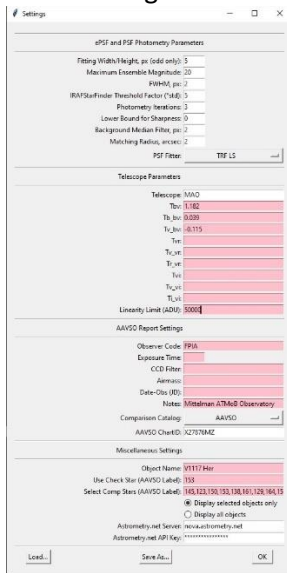 Settings
ePSF and PSF Photometry Parameters
Fitting Width/Height, px (odd only): 5
Maximum Ensemble Magnitude: 20
FWHM, px: 2
IRAFStarFinder Threshold Factor (*std): 5
Photometry Iterations: 3
Lower Bound for Sharpness: 0
Background Median Filter, px: 2
Matching Radius, arcsec: 2
PSF Fitter: TRF LS
Telescope Parameters
Telescope: MAO
Tbv: 1.182
Tb_bv: 0.039
Tv_bv: -0.115
Tvr:
Tv_vr:
Tr_vr:
Tvi:
Tv_vi:
Ti_vi:
Linearity Limit (ADU): 50000
AAVSO Report Settings
Observer Code: FPIA
Exposure Time:
CCD Filter:
Airmass:
Date-Obs (JD):
Notes: Mittelman ATMoB Observatory
Comparison Catalog: AAVSO
AAVSO ChartID: X27876MZ
Miscellaneous Settings
Object Name: V1117 Her
Use Check Star (AAVSO Label): 153
Select Comp Stars (AAVSO Label): 145,123,150,153,138,161,129,164,15
Display selected objects only
Display all objects
Astrometry.net Server: nova.astrometry.net
Astrometry.net API Key: ****************
Load... Save As... OK